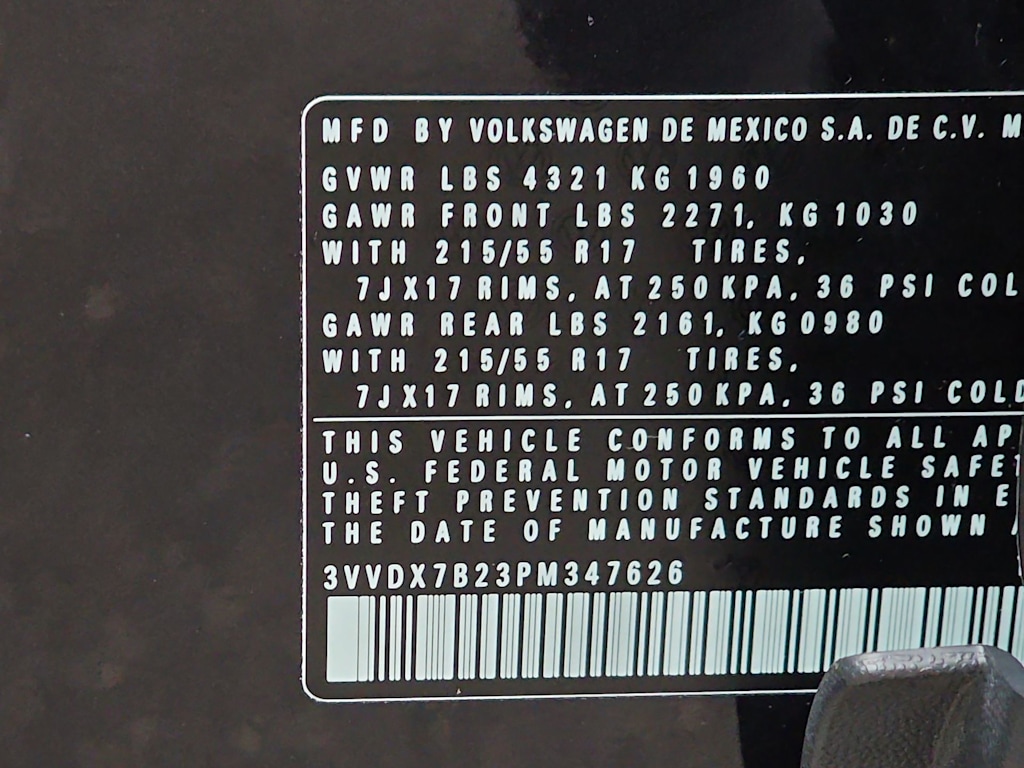 MFD BY VOLKSWAGEN DE MEXICO S.A. DE C.V. M
GVWR LBS 4321 KG 1960
GAWR FRONT LBS 2271, KG 1030
WITH 215/55 R17 TIRES,
7JX17 RIMS, AT 250 KPA, 36 PSI COL
GAWR REAR LBS 2161, KG 0980
WITH 215/55 R17 TIRES,
7JX17 RIMS, AT 250 KPA, 36 PSI COLD
THIS VEHICLE CONFORMS TO ALL AP
U.S. FEDERAL MOTOR VEHICLE SAFE
THEFT PREVENTION STANDARDS IN E
THE DATE OF MANUFACTURE SHOWN
3VVDX7B23PM347626